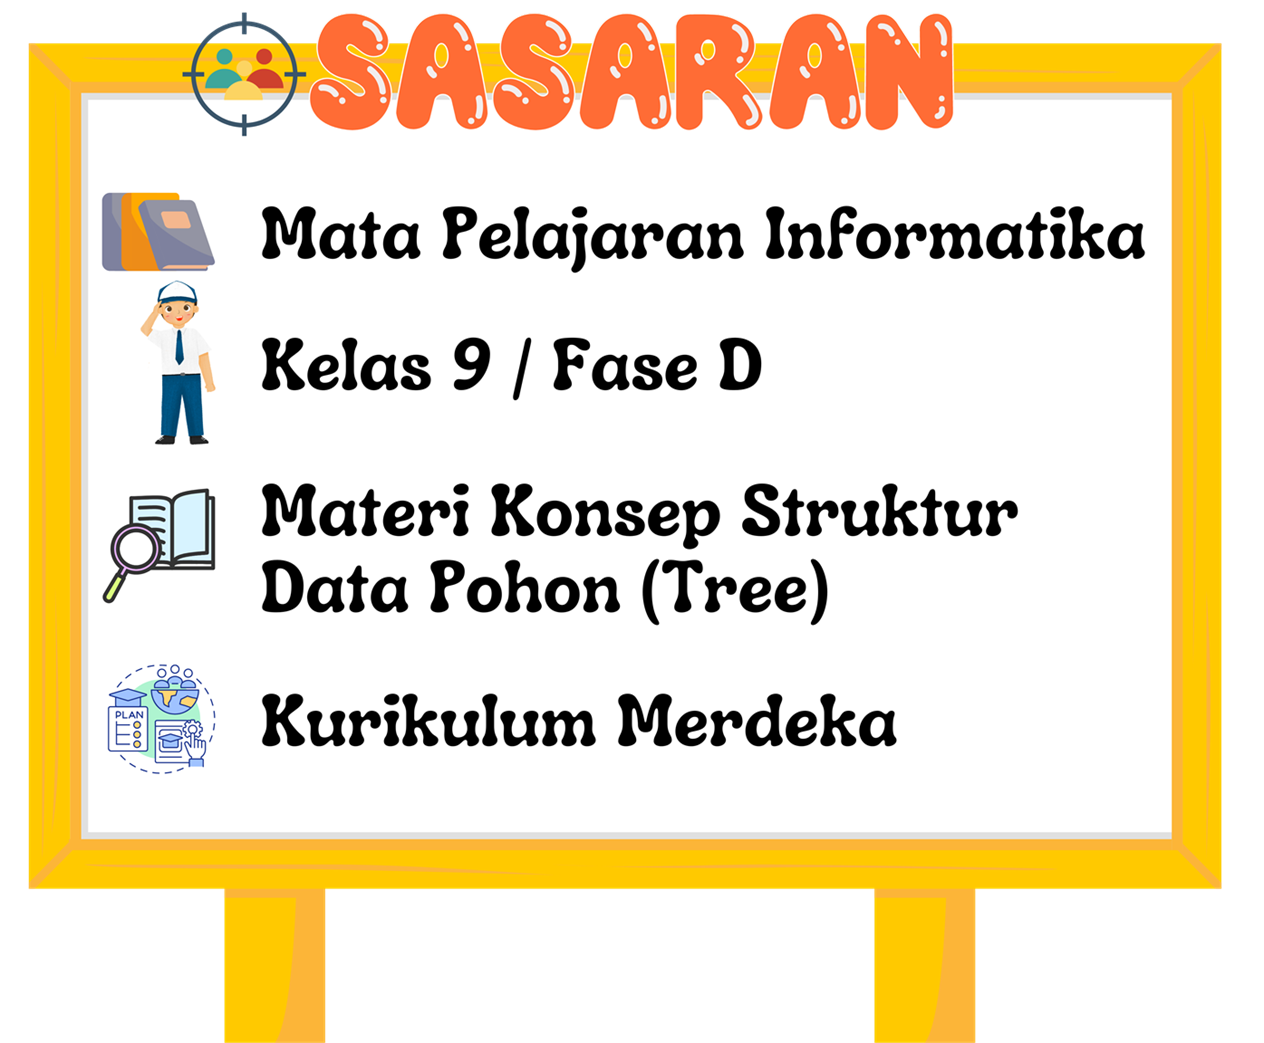 SASARAN
Mata Pelajaran Informatika
Kelas 9 / Fase D
Materi Konsep Struktur
Data Pohon (Tree)
PLAN
Kurikulum Merdeka